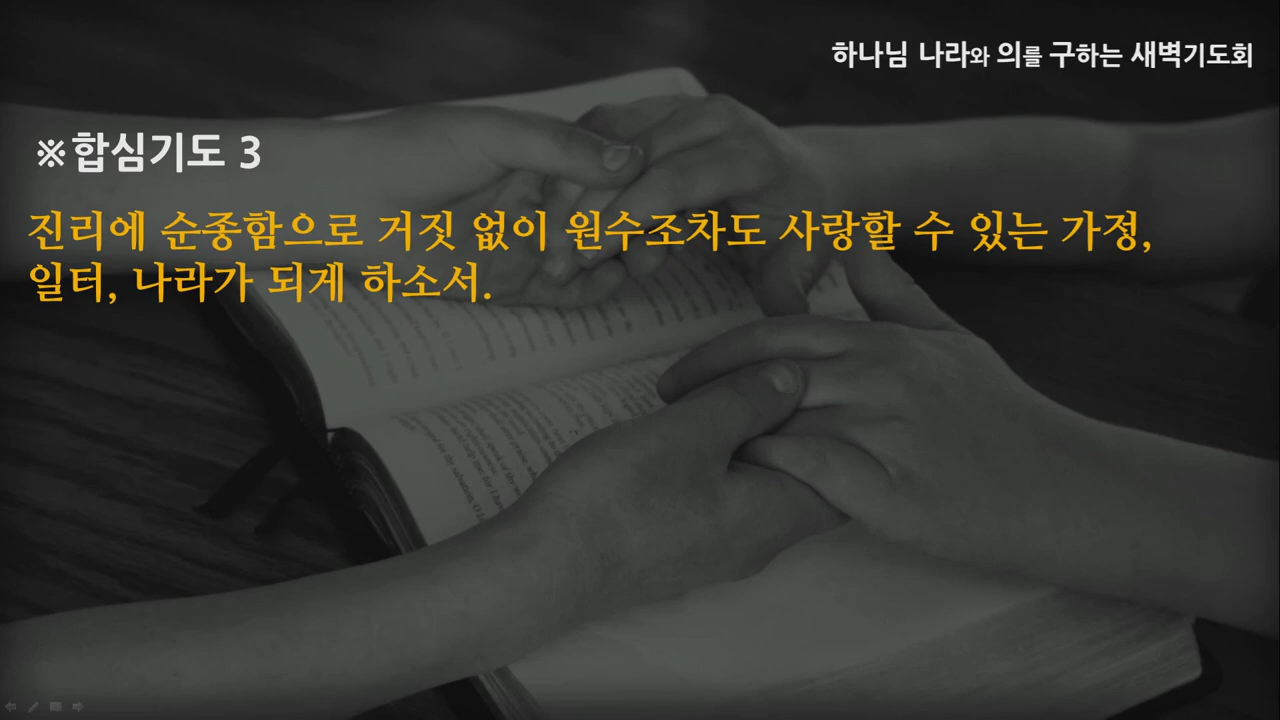 하나님 나라와 의를 구하는 새벽기도회
※합심기도 3
진리에 순종함으로 거짓 없이 원수조차도 사랑할 수 있는 가정,
일터, 나라가 되게 하소서.